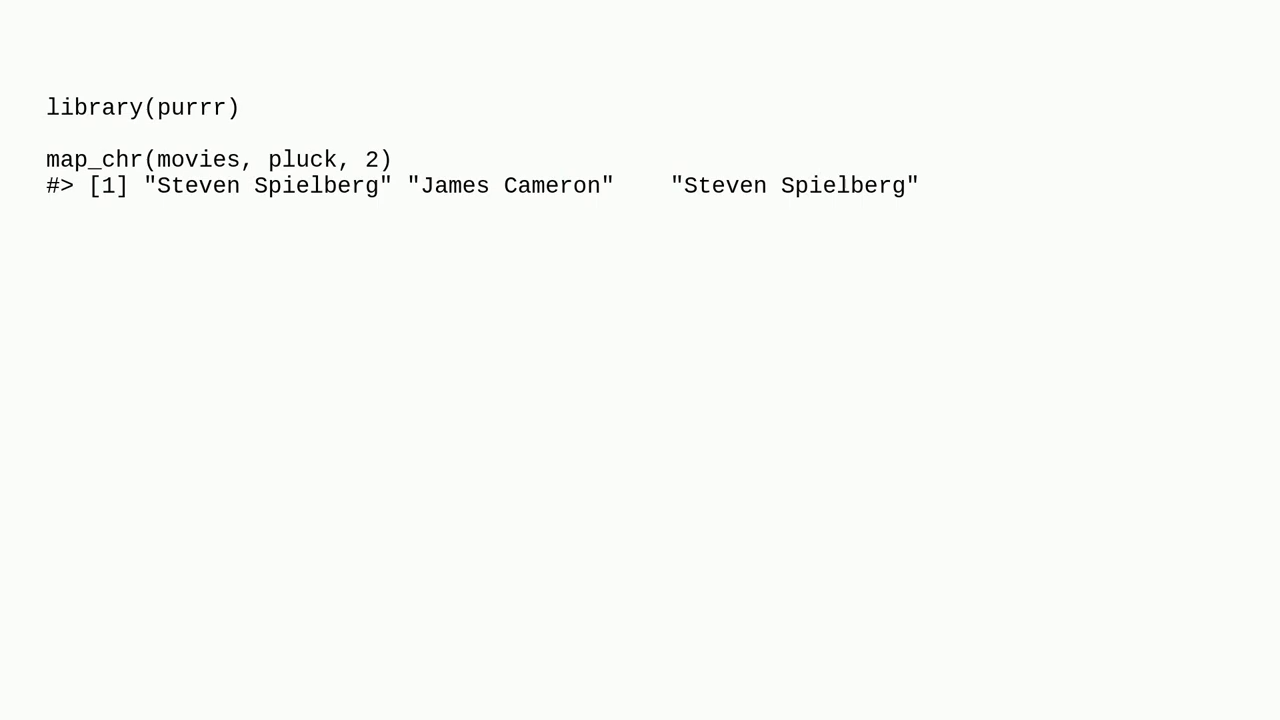 library(purrr)
map_chr(movies, pluck, 2)
#> [1] "Steven Spielberg" "James Cameron"    "Steven Spielberg"